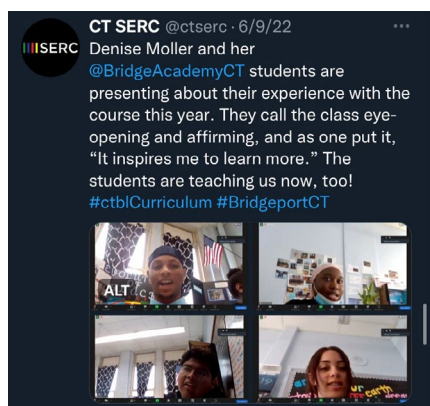 CT SERC @ctserc · 6/9/22 ...
SERC
Denise Moller and her
@BridgeAcademyCT students are
presenting about their experience with the
course this year. They call the class eye-
opening and affirming, and as one put it,
“It inspires me to learn more.” The
students are teaching us now, too!
#ctblCurriculum #BridgeportCT
ALT
ur
earth